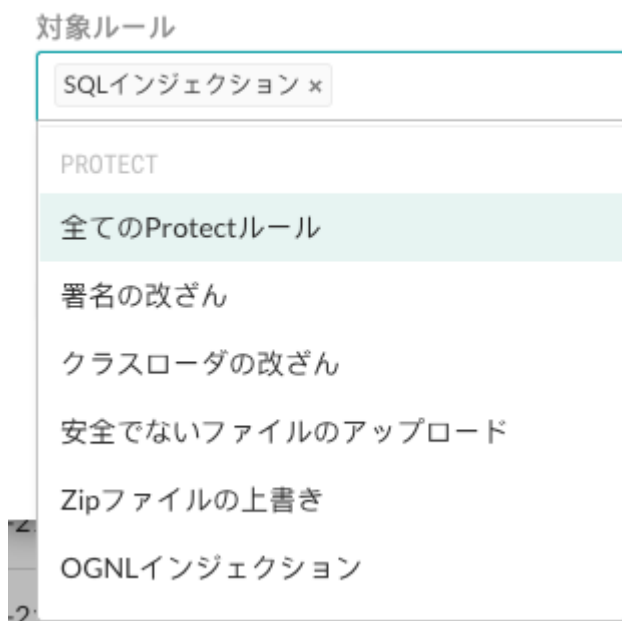 対象ルール
SQLインジェクション ×
PROTECT
全てのProtectルール
署名の改ざん
クラスローダの改ざん
安全でないファイルのアップロード
Zipファイルの上書き
OGNLインジェクション